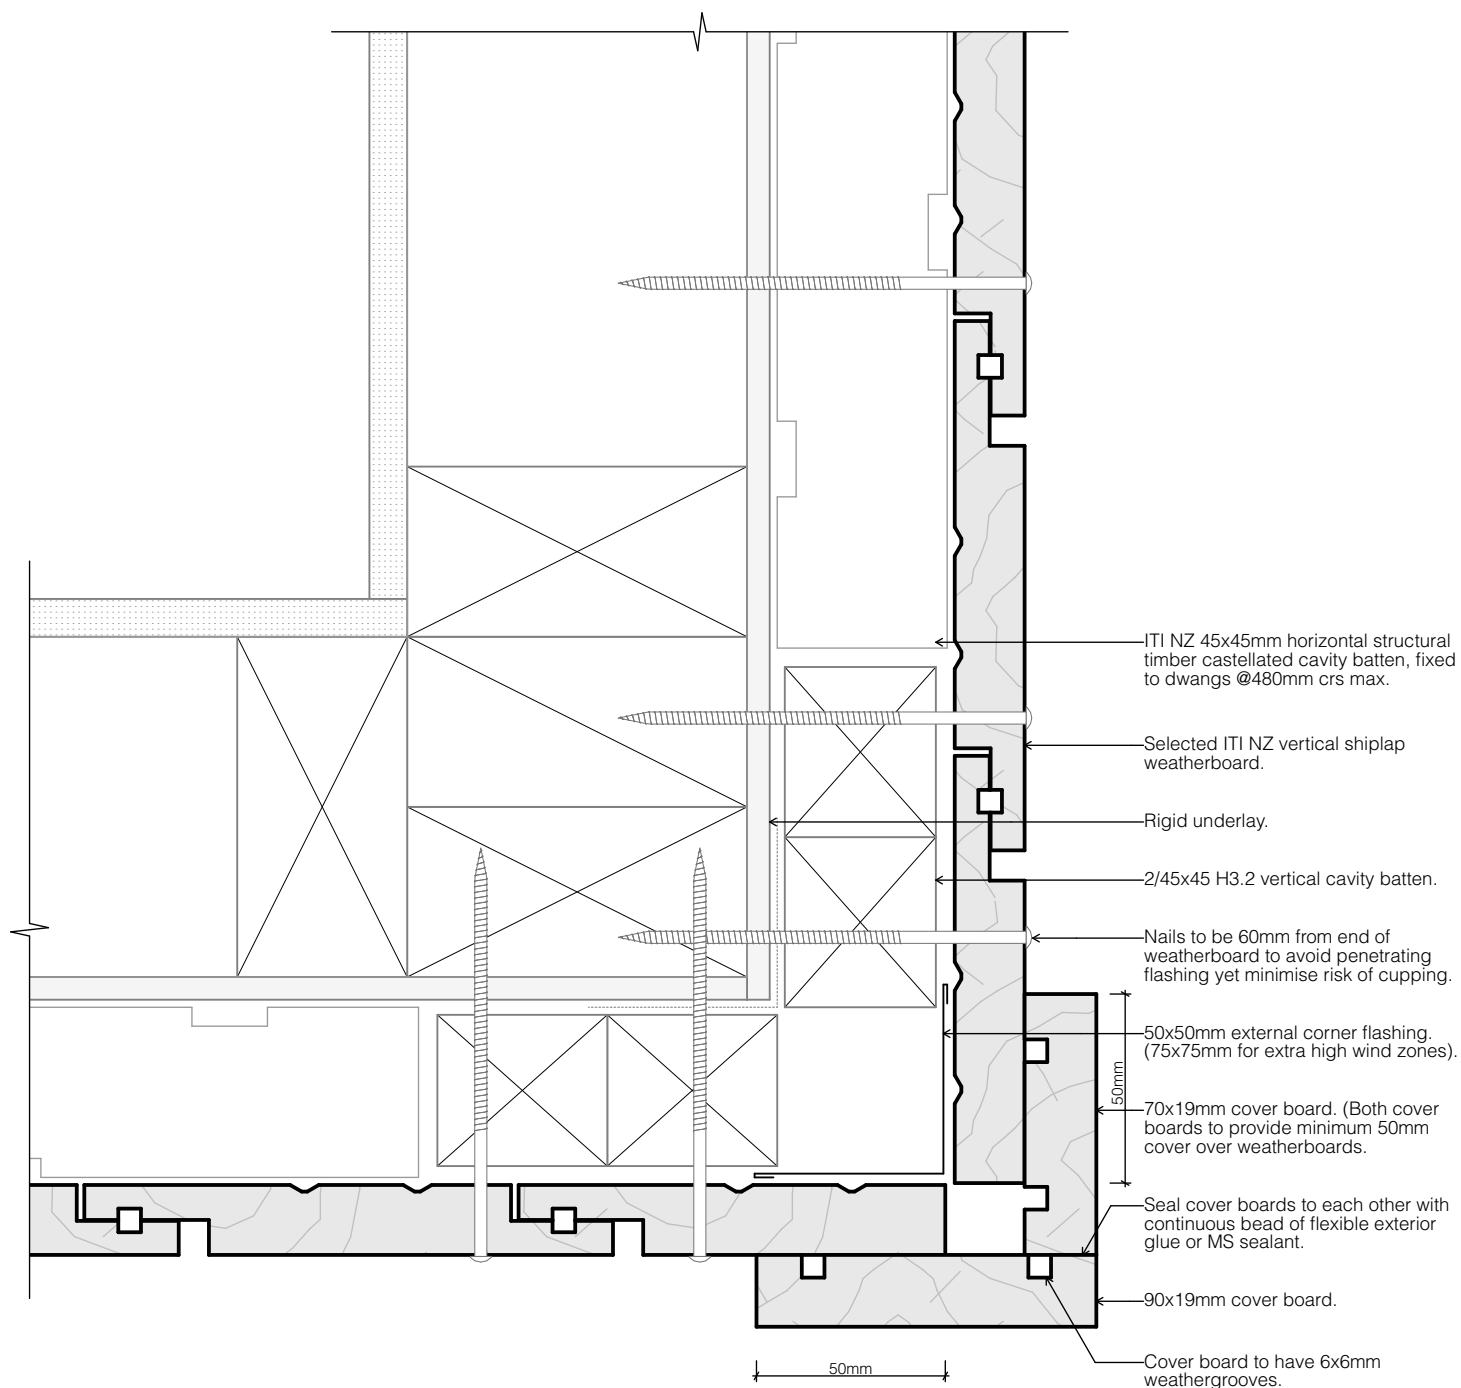 ITI NZ 45x45mm horizontal structural
timber castellated cavity batten, fixed
to dwangs @480mm crs max.
Selected ITI NZ vertical shiplap
weatherboard.
Rigid underlay.
2/45x45 H3.2 vertical cavity batten.
Nails to be 60mm from end of
weatherboard to avoid penetrating
flashing yet minimise risk of cupping.
50x50mm external corner flashing.
(75x75mm for extra high wind zones).
50mm
70x19mm cover board. (Both cover
boards to provide minimum 50mm
cover over weatherboards.
Seal cover boards to each other with
continuous bead of flexible exterior
glue or MS sealant.
90x19mm cover board.
50mm
Cover board to have 6x6mm
weathergrooves.